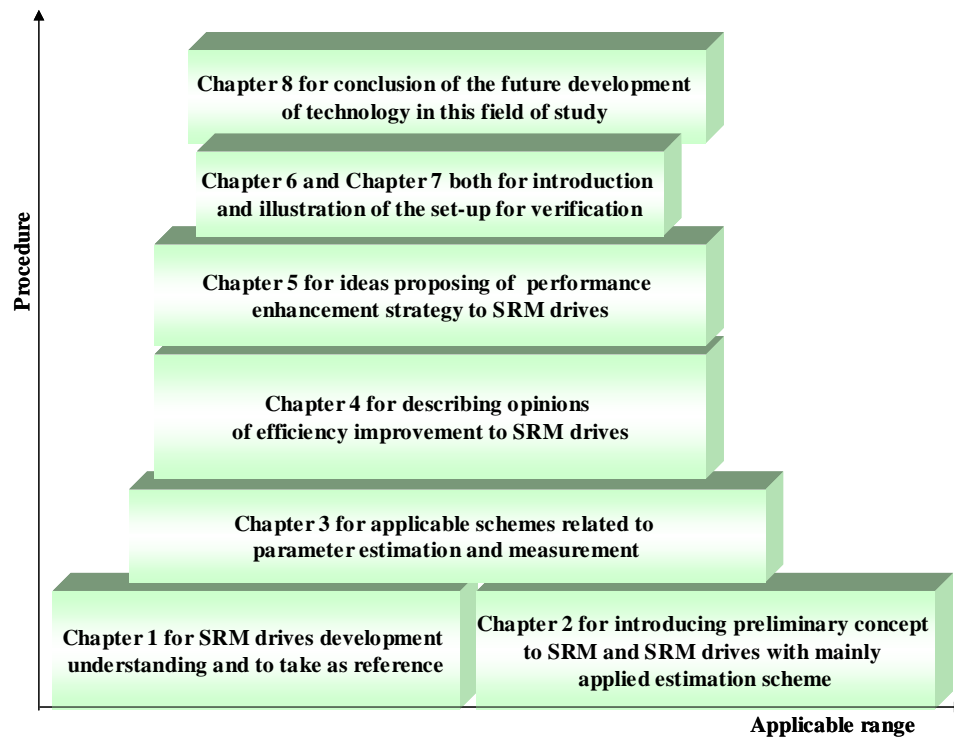 Chapter 8 for conclusion of the future development
of technology in this field of study
Chapter 6 and Chapter 7 both for introduction
and illustration of the set-up for verification
Procedure
Chapter 5 for ideas proposing of performance
enhancement strategy to SRM drives
Chapter 4 for describing opinions
of efficiency improvement to SRM drives
Chapter 3 for applicable schemes related to
parameter estimation and measurement
Chapter 1 for SRM drives development
understanding and to take as reference
Chapter 2 for introducing preliminary concept
to SRM and SRM drives with mainly
applied estimation scheme
Applicable range